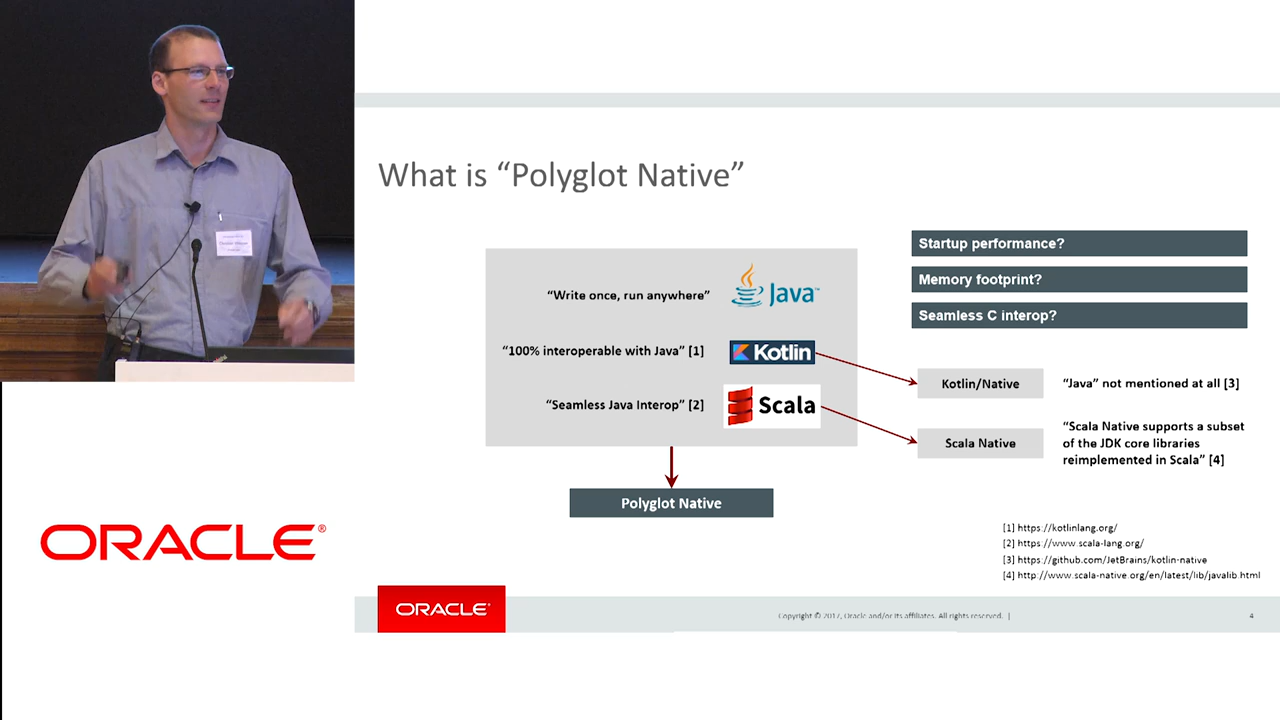 What is “Polyglot Native”
“Write once, run anywhere”
Java™
“100% interoperable with Java” [1]
Kotlin
“Seamless Java Interop” [2]
Scala
Polyglot Native
Startup performance?
Memory footprint?
Seamless C interop?
Kotlin/Native
“Java” not mentioned at all [3]
Scala Native
“Scala Native supports a subset
of the JDK core libraries
reimplemented in Scala” [4]
[1] https://kotlinlang.org/
[2] https://www.scala-lang.org/
[3] https://github.com/JetBrains/kotlin-native
[4] http://www.scala-native.org/en/latest/lib/javalib.html
ORACLE®
ORACLE®
Copyright © 2017, Oracle and/or its affiliates. All rights reserved. |
4